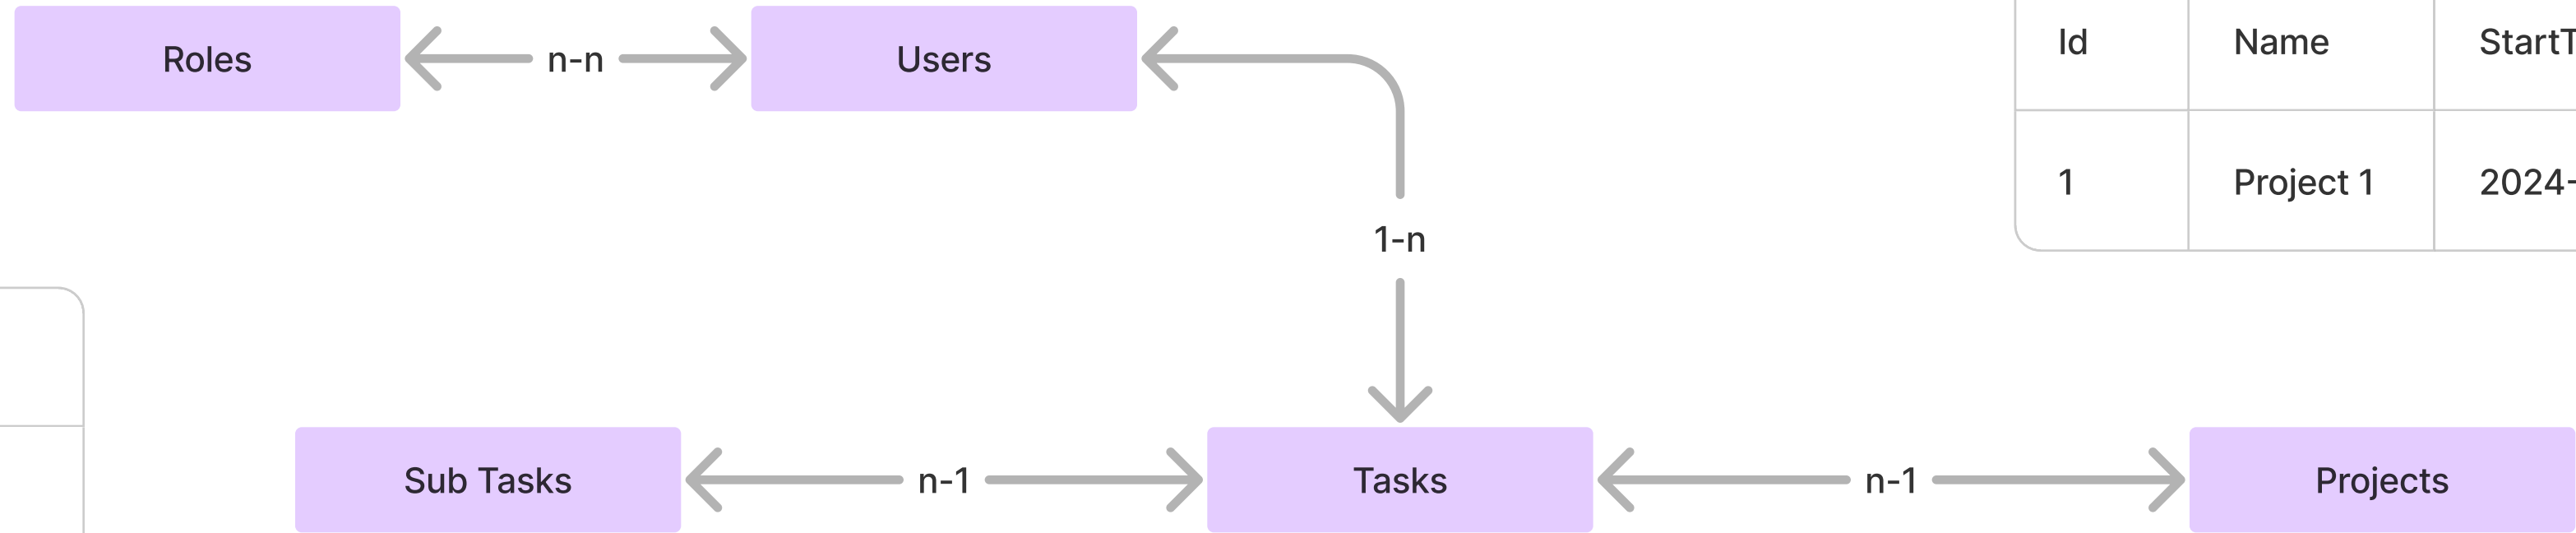 Roles
n-n
Users
1-n
Sub Tasks
n-1
Tasks
n-1
Projects
Id
Name
1
Project 1